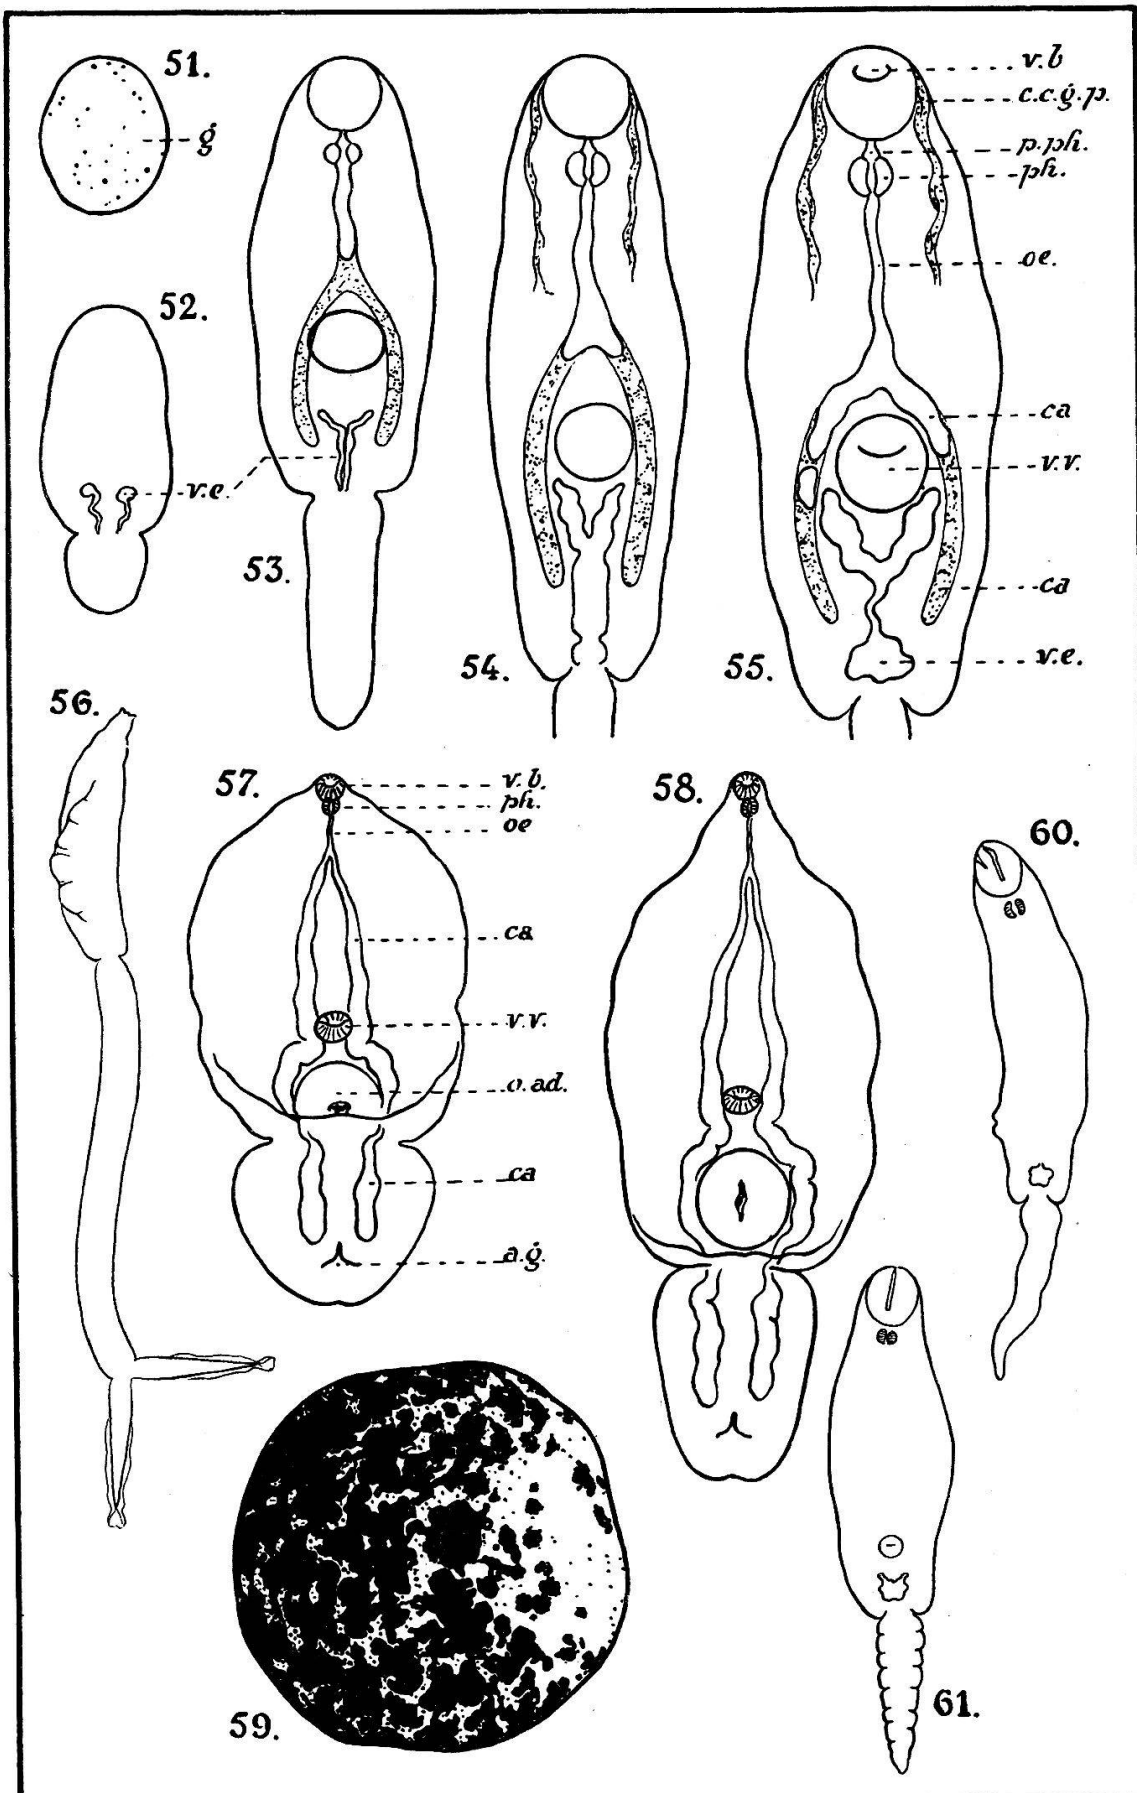 51.
g
52.
v.e.
53.
54.
55.
v.b
c.c.g.p.
p.ph.
ph.
oe.
ca
v.v.
ca
v.e.
56.
57.
v.b.
ph.
oe
ca
v.v.
o.ad.
ca
a.g.
58.
59.
60.
61.